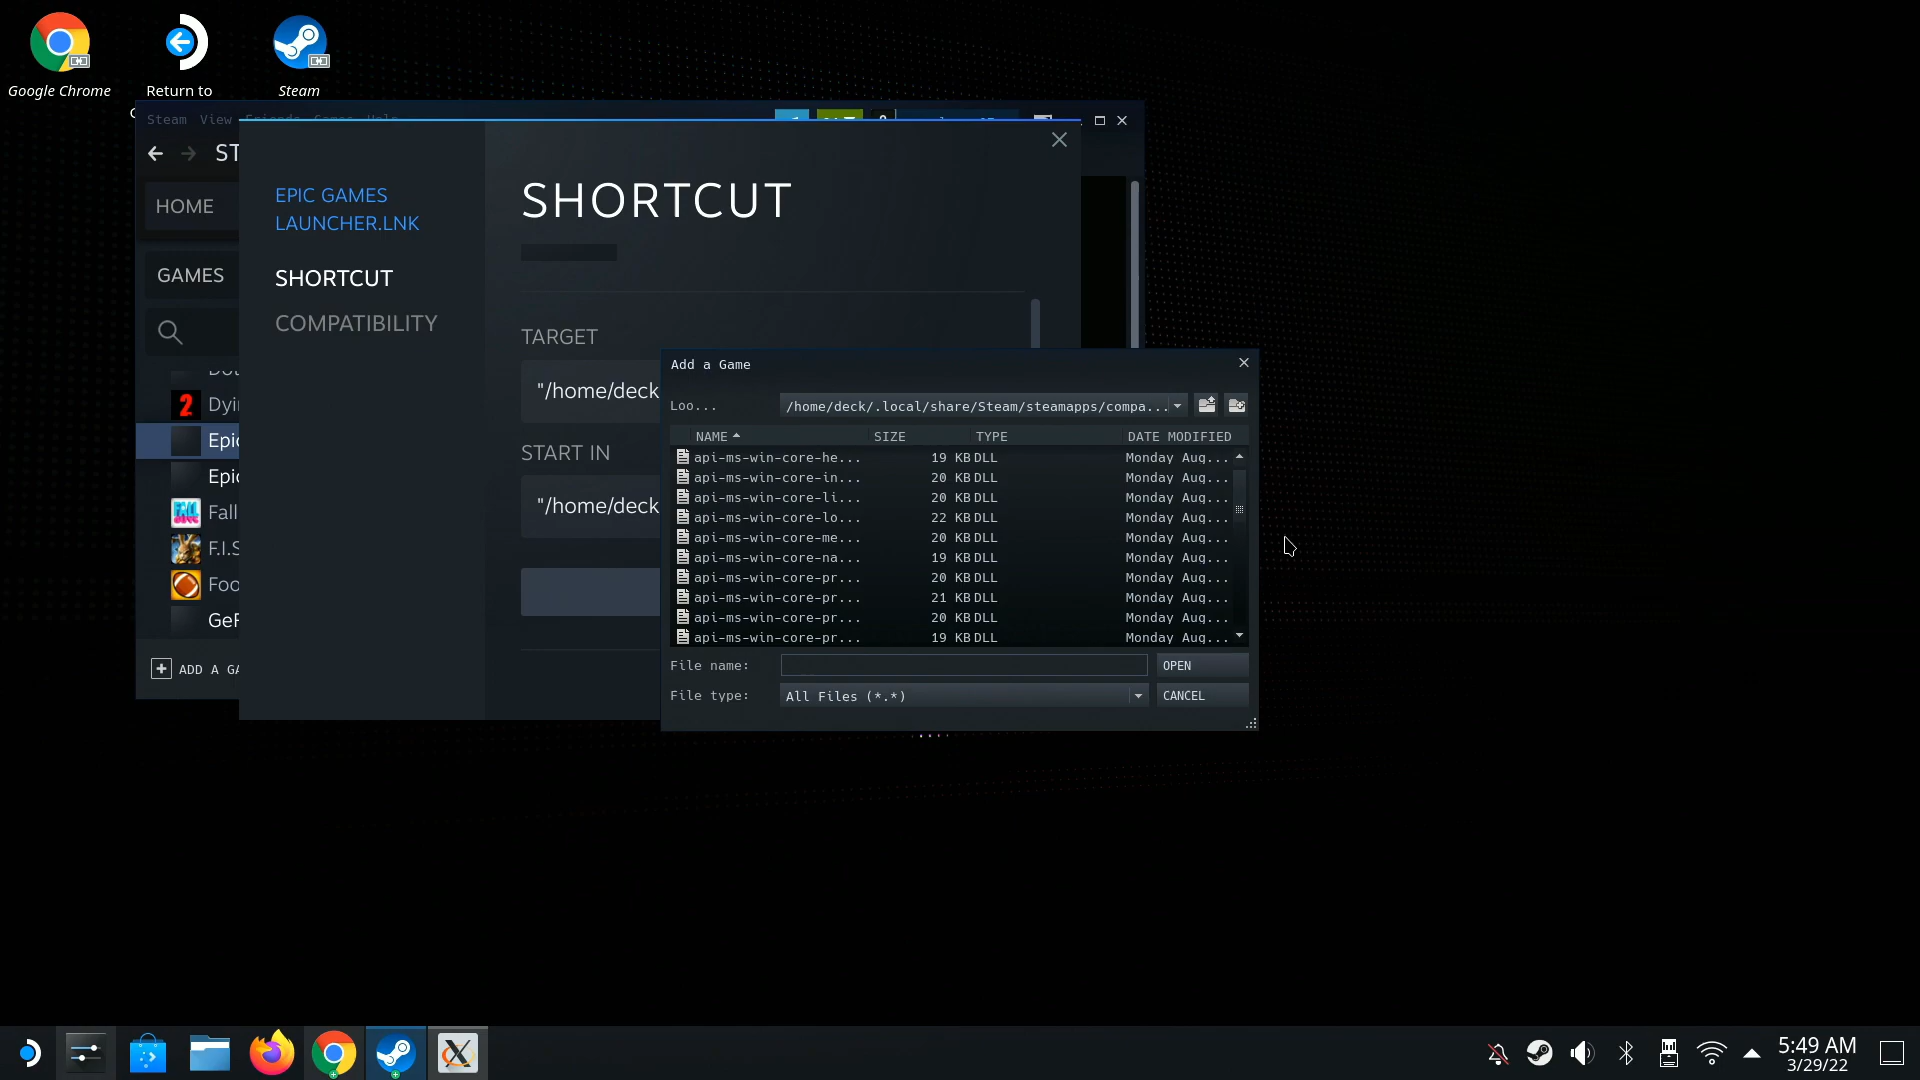 Google Chrome
Return to
Steam
Steam View Friends Games Help
ST
HOME
GAMES
Dyi
Epic
Epic
Fall
F.I.S
Foo
GeF
ADD A GA
EPIC GAMES
LAUNCHER.LNK
SHORTCUT
COMPATIBILITY
SHORTCUT
TARGET
"/home/deck
START IN
"/home/deck
Add a Game
Loo... /home/deck/.local/share/Steam/steamapps/compa...
NAME SIZE TYPE DATE MODIFIED
api-ms-win-core-he... 19 KB DLL Monday Aug...
api-ms-win-core-in... 20 KB DLL Monday Aug...
api-ms-win-core-li... 20 KB DLL Monday Aug...
api-ms-win-core-lo... 22 KB DLL Monday Aug...
api-ms-win-core-me... 20 KB DLL Monday Aug...
api-ms-win-core-na... 19 KB DLL Monday Aug...
api-ms-win-core-pr... 20 KB DLL Monday Aug...
api-ms-win-core-pr... 21 KB DLL Monday Aug...
api-ms-win-core-pr... 20 KB DLL Monday Aug...
api-ms-win-core-pr... 19 KB DLL Monday Aug...
File name: OPEN
File type: All Files (*.*) CANCEL
5:49 AM
3/29/22